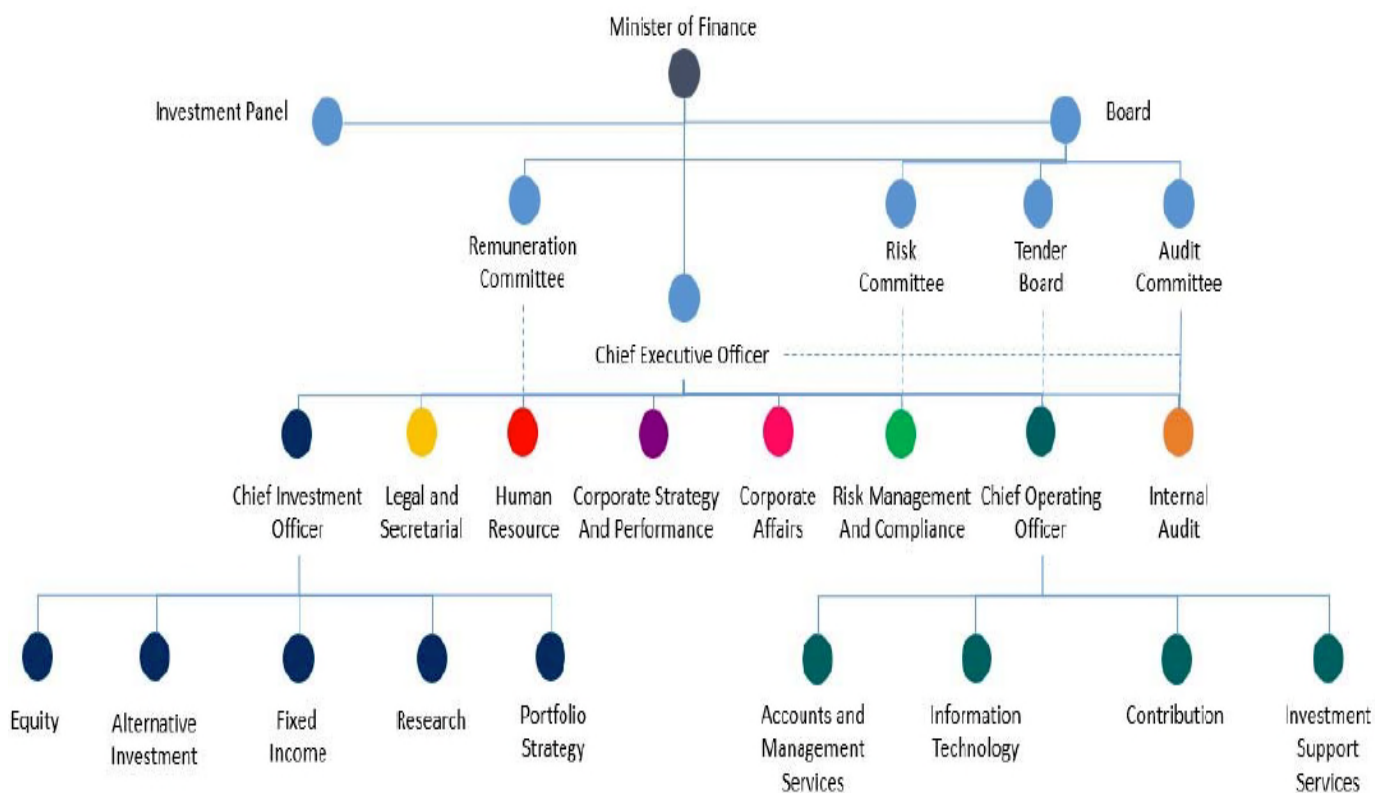 Minister of Finance
Investment Panel
Board
Remuneration
Committee
Risk
Committee
Tender
Board
Audit
Committee
Chief Executive Officer
Chief Investment
Officer
Legal and
Secretarial
Human
Resource
Corporate Strategy
And Performance
Corporate
Affairs
Risk Management
And Compliance
Chief Operating
Officer
Internal
Audit
Equity
Alternative
Investment
Fixed
Income
Research
Portfolio
Strategy
Accounts and
Management
Services
Information
Technology
Contribution
Investment
Support
Services